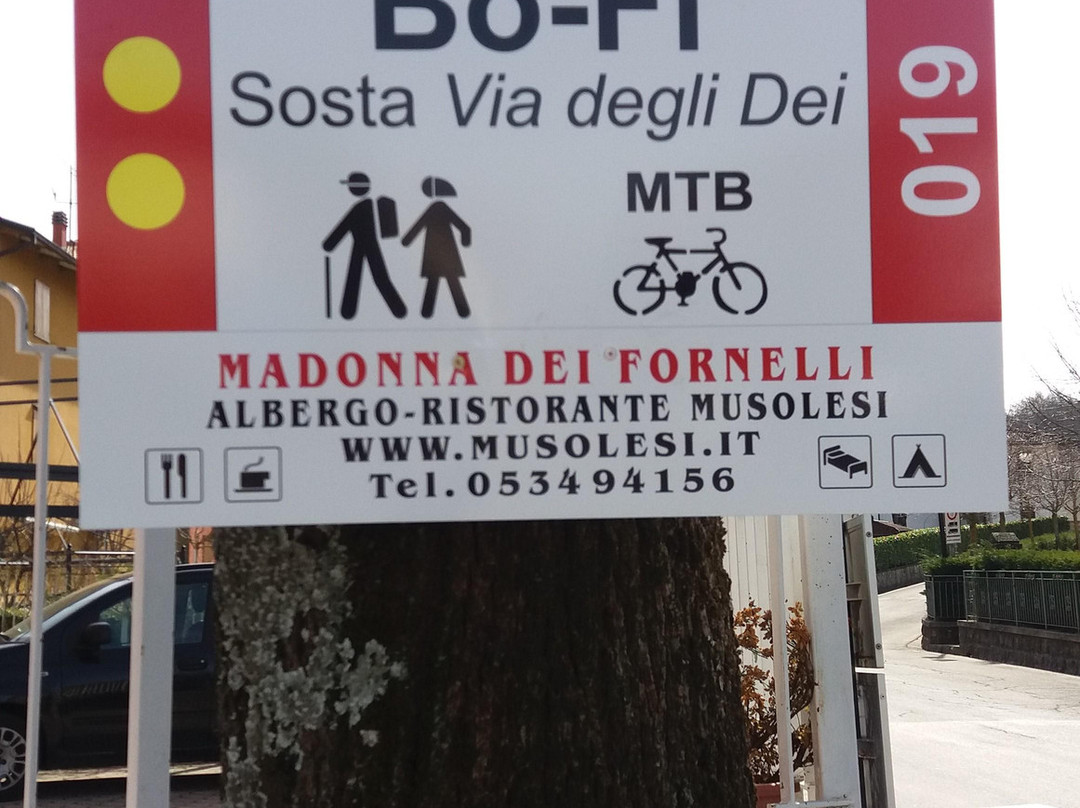 Bo-Fi
Sosta Via degli Dei
019
MTB
MADONNA DEI FORNELLI
ALBERGO-RISTORANTE MUSOLESI
WWW.MUSOLESI.IT
Tel.053494156